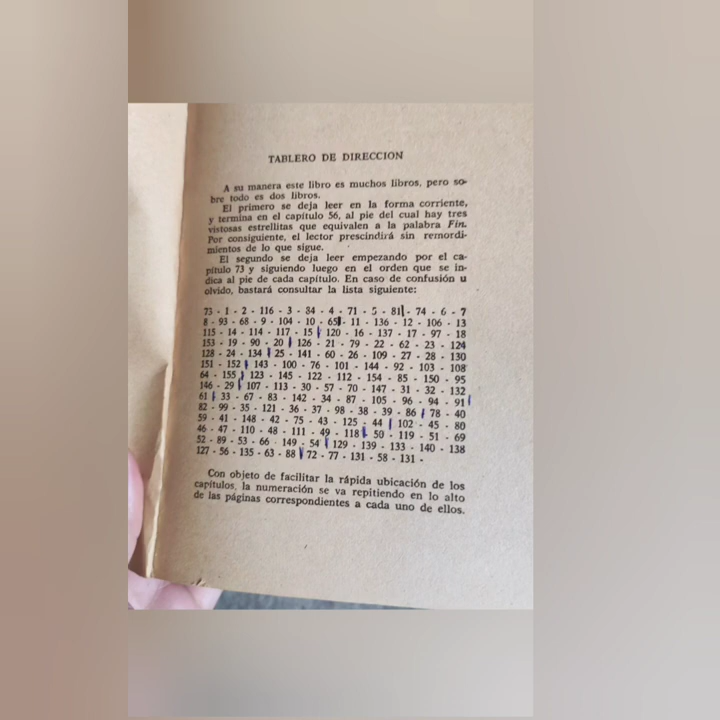 TABLERO DE DIRECCION
A su manera este libro es muchos libros, pero so-
bre todo es dos libros.
El primero se deja leer en la forma corriente,
y termina en el capítulo 56, al pie del cual hay tres
vistosas estrellitas que equivalen a la palabra Fin.
Por consiguiente, el lector prescindirá sin remordi-
mientos de lo que sigue.
El segundo se deja leer empezando por el ca-
pítulo 73 y siguiendo luego en el orden que se in-
dica al pie de cada capítulo. En caso de confusión u
olvido, bastará consultar la lista siguiente:
73 - 1 - 2 - 116 - 3 - 84 - 4 - 71 - 5 - 81 - 74 - 6 - 7
8 - 93 - 68 - 9 - 104 - 10 - 65 - 11 - 136 - 12 - 106 - 13
115 - 14 - 114 - 117 - 15 - 120 - 16 - 137 - 17 - 97 - 18
153 - 19 - 90 - 20 - 126 - 21 - 79 - 22 - 62 - 23 - 124
128 - 24 - 134 - 25 - 141 - 60 - 26 - 109 - 27 - 28 - 130
151 - 152 - 143 - 100 - 76 - 101 - 144 - 92 - 103 - 108
64 - 155 - 123 - 145 - 122 - 112 - 154 - 85 - 150 - 95
146 - 29 - 107 - 113 - 30 - 57 - 70 - 147 - 31 - 32 - 132
61 - 33 - 67 - 83 - 142 - 34 - 87 - 105 - 96 - 94 - 91
82 - 99 - 35 - 121 - 36 - 37 - 98 - 38 - 39 - 86 - 78 - 40
59 - 41 - 148 - 42 - 75 - 43 - 125 - 44 - 102 - 45 - 80
46 - 47 - 110 - 48 - 111 - 49 - 118 - 50 - 119 - 51 - 69
52 - 89 - 53 - 66 - 149 - 54 - 129 - 139 - 133 - 140 - 138
127 - 56 - 135 - 63 - 88 - 72 - 77 - 131 - 58 - 131 -
Con objeto de facilitar la rápida ubicación de los
capítulos, la numeración se va repitiendo en lo alto
de las páginas correspondientes a cada uno de ellos.